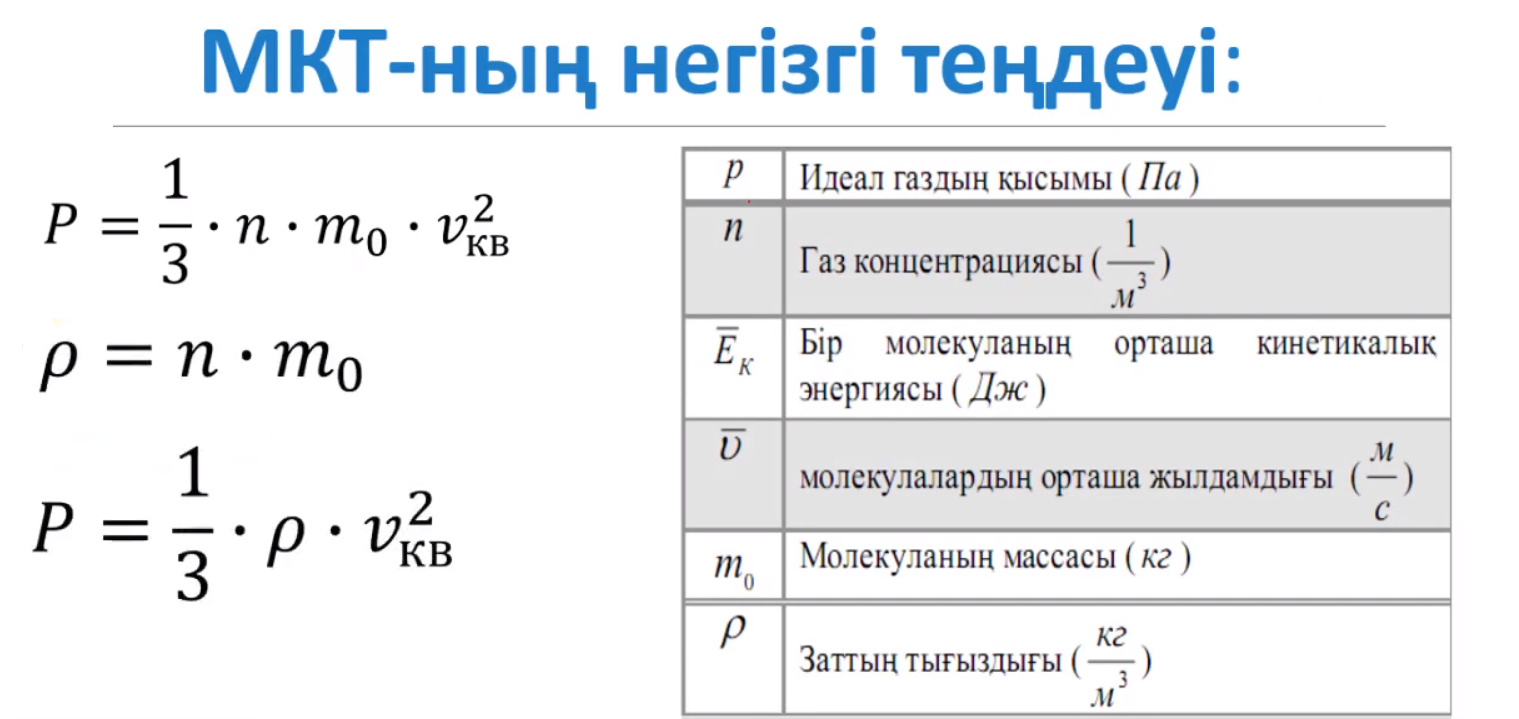 МКТ-ның негізгі теңдеуі:
P = 1/3 · n · m₀ · v²кв
ρ = n · m₀
P = 1/3 · ρ · v²кв
p Идеал газдың қысымы ( Па )
n Газ концентрациясы ( 1/м³ )
E̅ₖ Бір молекуланың орташа кинетикалық
энергиясы ( Дж )
υ̅ молекулалардың орташа жылдамдығы ( м/с )
m₀ Молекуланың массасы ( кг )
ρ Заттың тығыздығы ( кг/м³ )